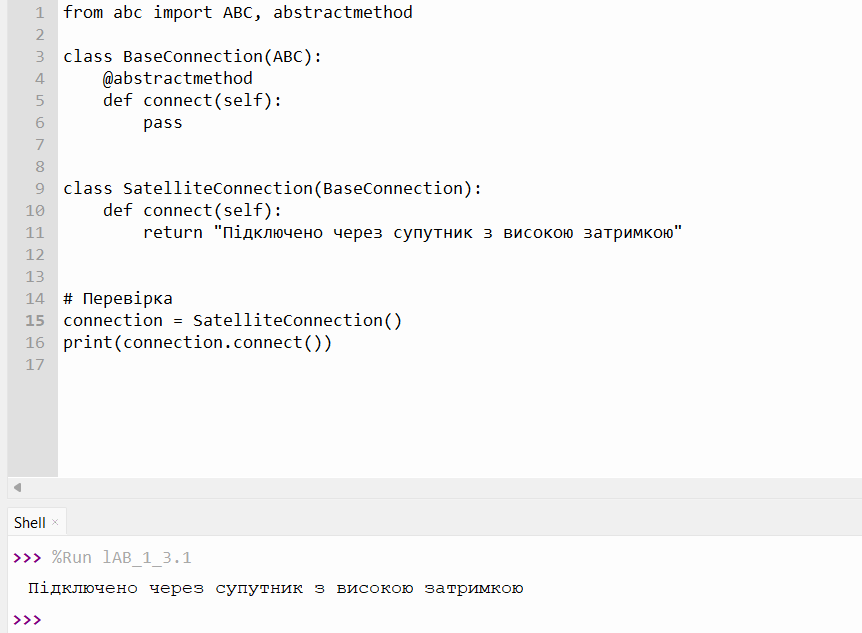 1 from abc import ABC, abstractmethod
2
3 class BaseConnection(ABC):
4     @abstractmethod
5     def connect(self):
6         pass
7
8
9 class SatelliteConnection(BaseConnection):
10     def connect(self):
11         return "Підключено через супутник з високою затримкою"
12
13
14 # Перевірка
15 connection = SatelliteConnection()
16 print(connection.connect())
17
Shell ×
>>> %Run lAB_1_3.1
Підключено через супутник з високою затримкою
>>>